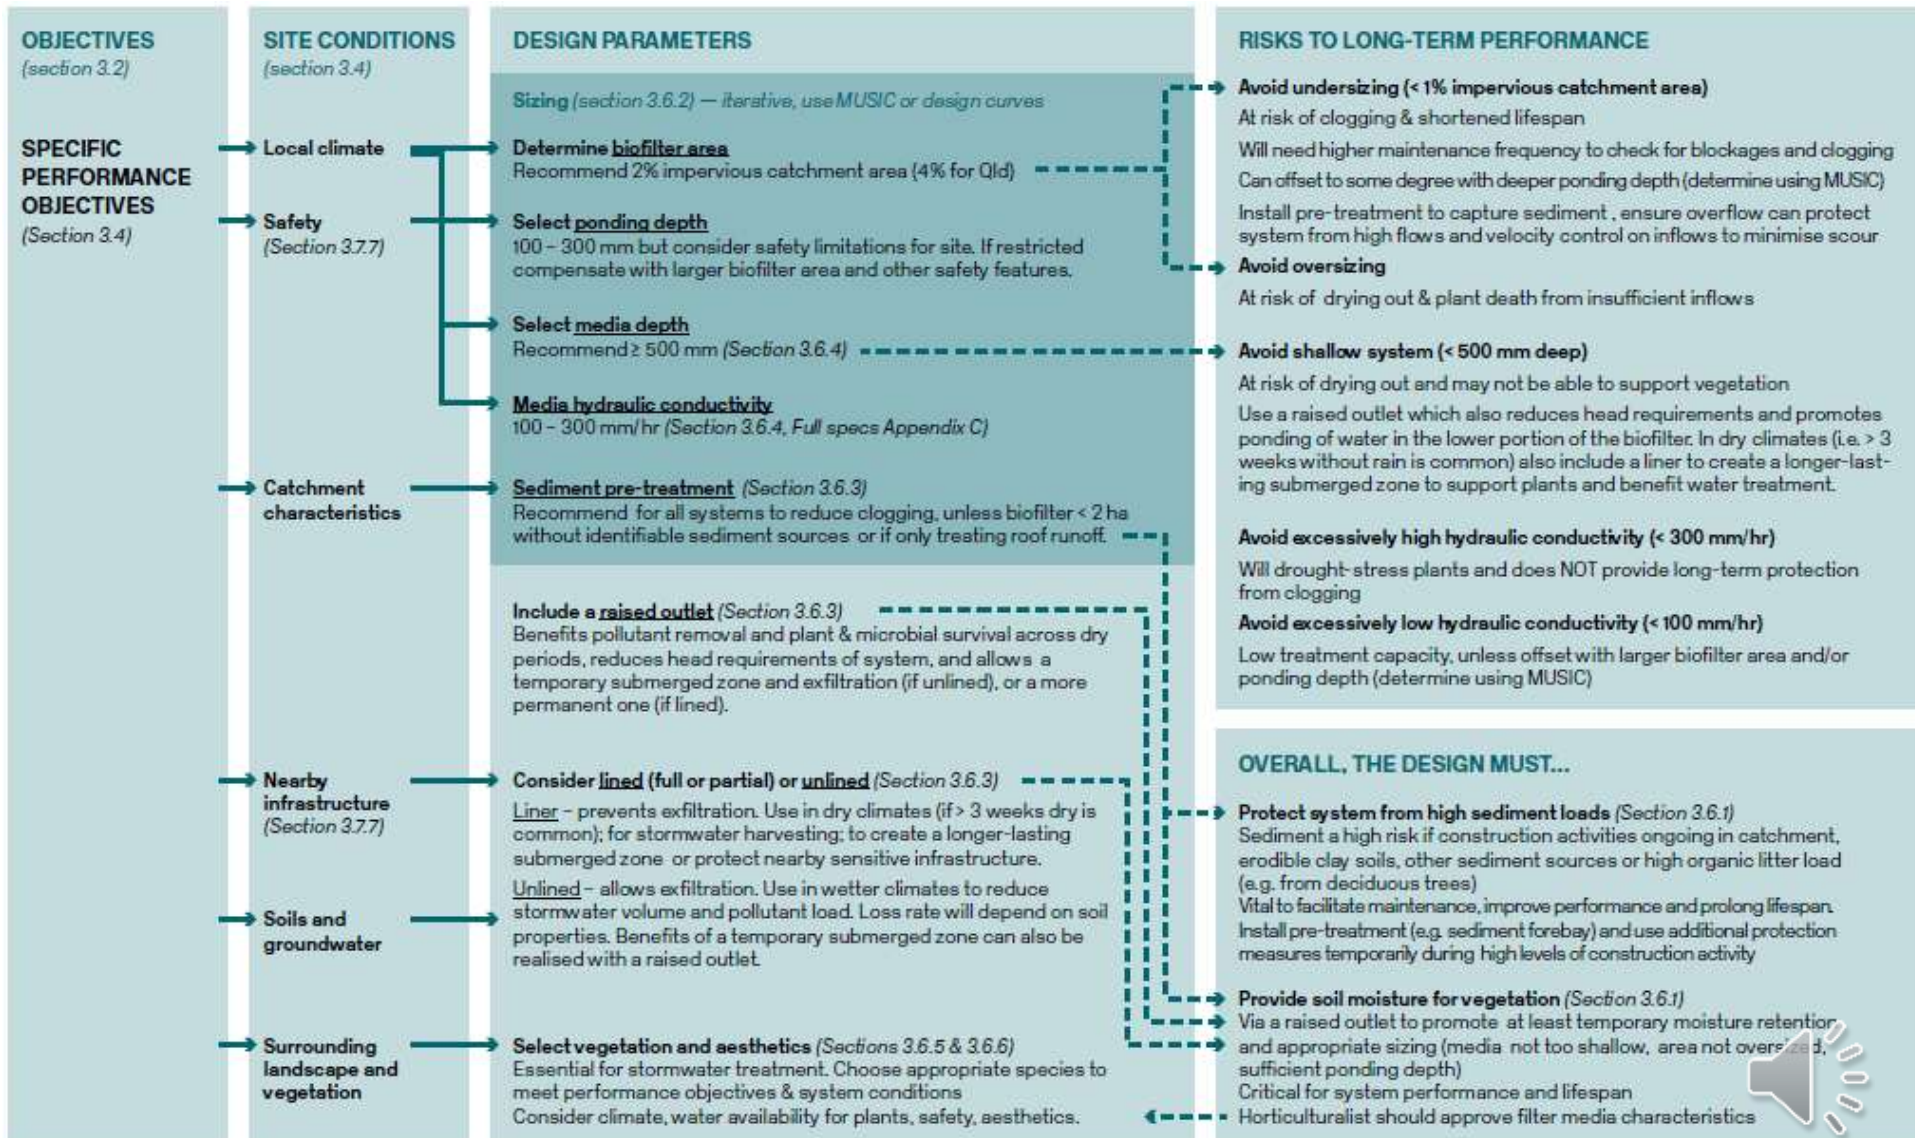 OBJECTIVES
(section 3.2)
SPECIFIC
PERFORMANCE
OBJECTIVES
(Section 3.4)
SITE CONDITIONS
(section 3.4)
Local climate
Safety
(Section 3.7.7)
Catchment
characteristics
Nearby
infrastructure
(Section 3.7.7)
Soils and
groundwater
Surrounding
landscape and
vegetation
DESIGN PARAMETERS
Sizing (section 3.6.2) — iterative, use MUSIC or design curves
Determine biofilter area
Recommend 2% impervious catchment area (4% for Qld)
Select ponding depth
100 – 300 mm but consider safety limitations for site. If restricted
compensate with larger biofilter area and other safety features.
Select media depth
Recommend ≥ 500 mm (Section 3.6.4)
Media hydraulic conductivity
100 – 300 mm/hr (Section 3.6.4, Full specs Appendix C)
Sediment pre-treatment (Section 3.6.3)
Recommend for all systems to reduce clogging, unless biofilter < 2 ha
without identifiable sediment sources or if only treating roof runoff.
Include a raised outlet (Section 3.6.3)
Benefits pollutant removal and plant & microbial survival across dry
periods, reduces head requirements of system, and allows a
temporary submerged zone and exfiltration (if unlined), or a more
permanent one (if lined).
Consider lined (full or partial) or unlined (Section 3.6.3)
Liner – prevents exfiltration. Use in dry climates (if > 3 weeks dry is
common); for stormwater harvesting; to create a longer-lasting
submerged zone or protect nearby sensitive infrastructure.
Unlined – allows exfiltration. Use in wetter climates to reduce
stormwater volume and pollutant load. Loss rate will depend on soil
properties. Benefits of a temporary submerged zone can also be
realised with a raised outlet.
Select vegetation and aesthetics (Sections 3.6.5 & 3.6.6)
Essential for stormwater treatment. Choose appropriate species to
meet performance objectives & system conditions
Consider climate, water availability for plants, safety, aesthetics.
RISKS TO LONG-TERM PERFORMANCE
Avoid undersizing (< 1% impervious catchment area)
At risk of clogging & shortened lifespan
Will need higher maintenance frequency to check for blockages and clogging
Can offset to some degree with deeper ponding depth (determine using MUSIC)
Install pre-treatment to capture sediment , ensure overflow can protect
system from high flows and velocity control on inflows to minimise scour
Avoid oversizing
At risk of drying out & plant death from insufficient inflows
Avoid shallow system (< 500 mm deep)
At risk of drying out and may not be able to support vegetation
Use a raised outlet which also reduces head requirements and promotes
ponding of water in the lower portion of the biofilter. In dry climates (i.e. > 3
weeks without rain is common) also include a liner to create a longer-last-
ing submerged zone to support plants and benefit water treatment.
Avoid excessively high hydraulic conductivity (< 300 mm/hr)
Will drought-stress plants and does NOT provide long-term protection
from clogging
Avoid excessively low hydraulic conductivity (< 100 mm/hr)
Low treatment capacity, unless offset with larger biofilter area and/or
ponding depth (determine using MUSIC)
OVERALL, THE DESIGN MUST...
Protect system from high sediment loads (Section 3.6.1)
Sediment a high risk if construction activities ongoing in catchment,
erodible clay soils, other sediment sources or high organic litter load
(e.g. from deciduous trees)
Vital to facilitate maintenance, improve performance and prolong lifespan.
Install pre-treatment (e.g. sediment forebay) and use additional protection
measures temporarily during high levels of construction activity
Provide soil moisture for vegetation (Section 3.6.1)
Via a raised outlet to promote at least temporary moisture retention
and appropriate sizing (media not too shallow, area not oversized,
sufficient ponding depth)
Critical for system performance and lifespan
Horticulturalist should approve filter media characteristics